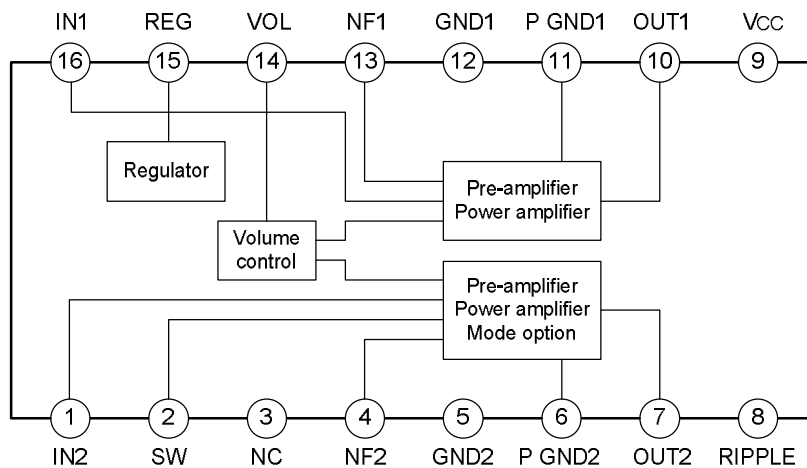 IN1 REG VOL NF1 GND1 P GND1 OUT1 VCC
16 15 14 13 12 11 10 9
Regulator
Pre-amplifier
Power amplifier
Volume
control
Pre-amplifier
Power amplifier
Mode option
1 2 3 4 5 6 7 8
IN2 SW NC NF2 GND2 P GND2 OUT2 RIPPLE